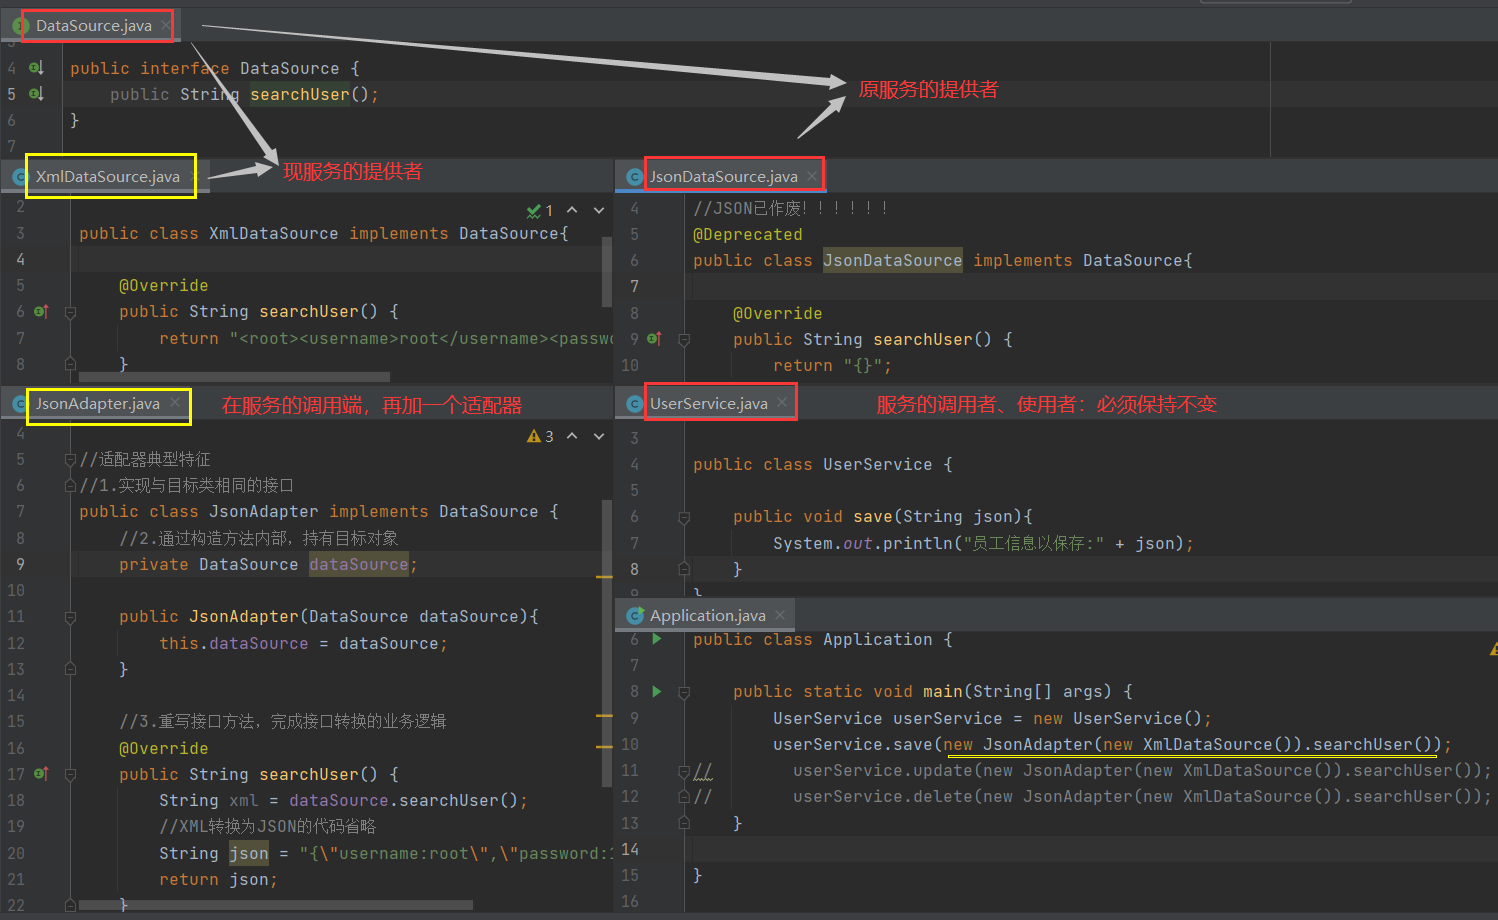 DataSource.java
3
4 public interface DataSource {
5 public String searchUser();
6 }
7
原服务的提供者
XmlDataSource.java
现服务的提供者
1
2
3 public class XmlDataSource implements DataSource{
4
5 @Override
6 public String searchUser() {
7 return "<root><username>root</username><passw
8 }
JsonDataSource.java
4 //JSON已作废!!!!!!
5 @Deprecated
6 public class JsonDataSource implements DataSource{
7
8 @Override
9 public String searchUser() {
10 return "{}";
JsonAdapter.java
在服务的调用端，再加一个适配器
3
4
5 //适配器典型特征
6 //1.实现与目标类相同的接口
7 public class JsonAdapter implements DataSource {
8 //2.通过构造方法内部，持有目标对象
9 private DataSource dataSource;
10
11 public JsonAdapter(DataSource dataSource){
12 this.dataSource = dataSource;
13 }
14
15 //3.重写接口方法，完成接口转换的业务逻辑
16 @Override
17 public String searchUser() {
18 String xml = dataSource.searchUser();
19 //XML转换为JSON的代码省略
20 String json = "{\"username:root\",\"password:
21 return json;
22 }
UserService.java
服务的调用者、使用者：必须保持不变
3
4 public class UserService {
5
6 public void save(String json){
7 System.out.println("员工信息以保存:" + json);
8 }
9 }
Application.java
6 public class Application {
7
8 public static void main(String[] args) {
9 UserService userService = new UserService();
10 userService.save(new JsonAdapter(new XmlDataSource()).searchUser());
11 // userService.update(new JsonAdapter(new XmlDataSource()).searchUser());
12 // userService.delete(new JsonAdapter(new XmlDataSource()).searchUser());
13 }
14
15 }
16